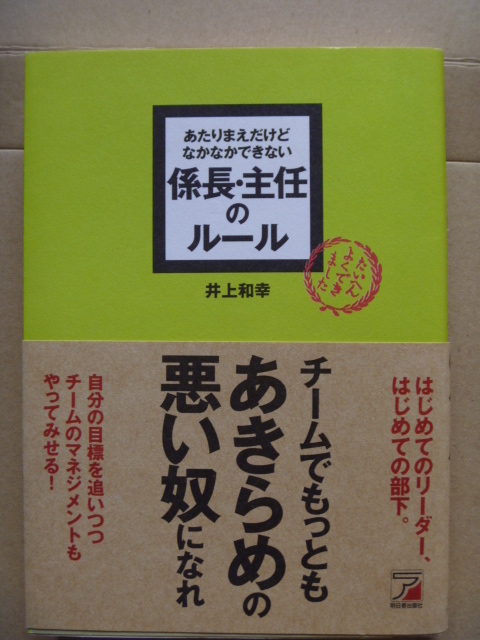 あたりまえだけど
なかなかできない
係長・主任
の
ルール
井上和幸
たいへん
よくでき
ました
はじめてのリーダー、
はじめての部下。
チームでもっとも
あきらめの
悪い奴になれ
自分の目標を追いつつ
チームのマネジメントも
やってみせる！
明日香出版社